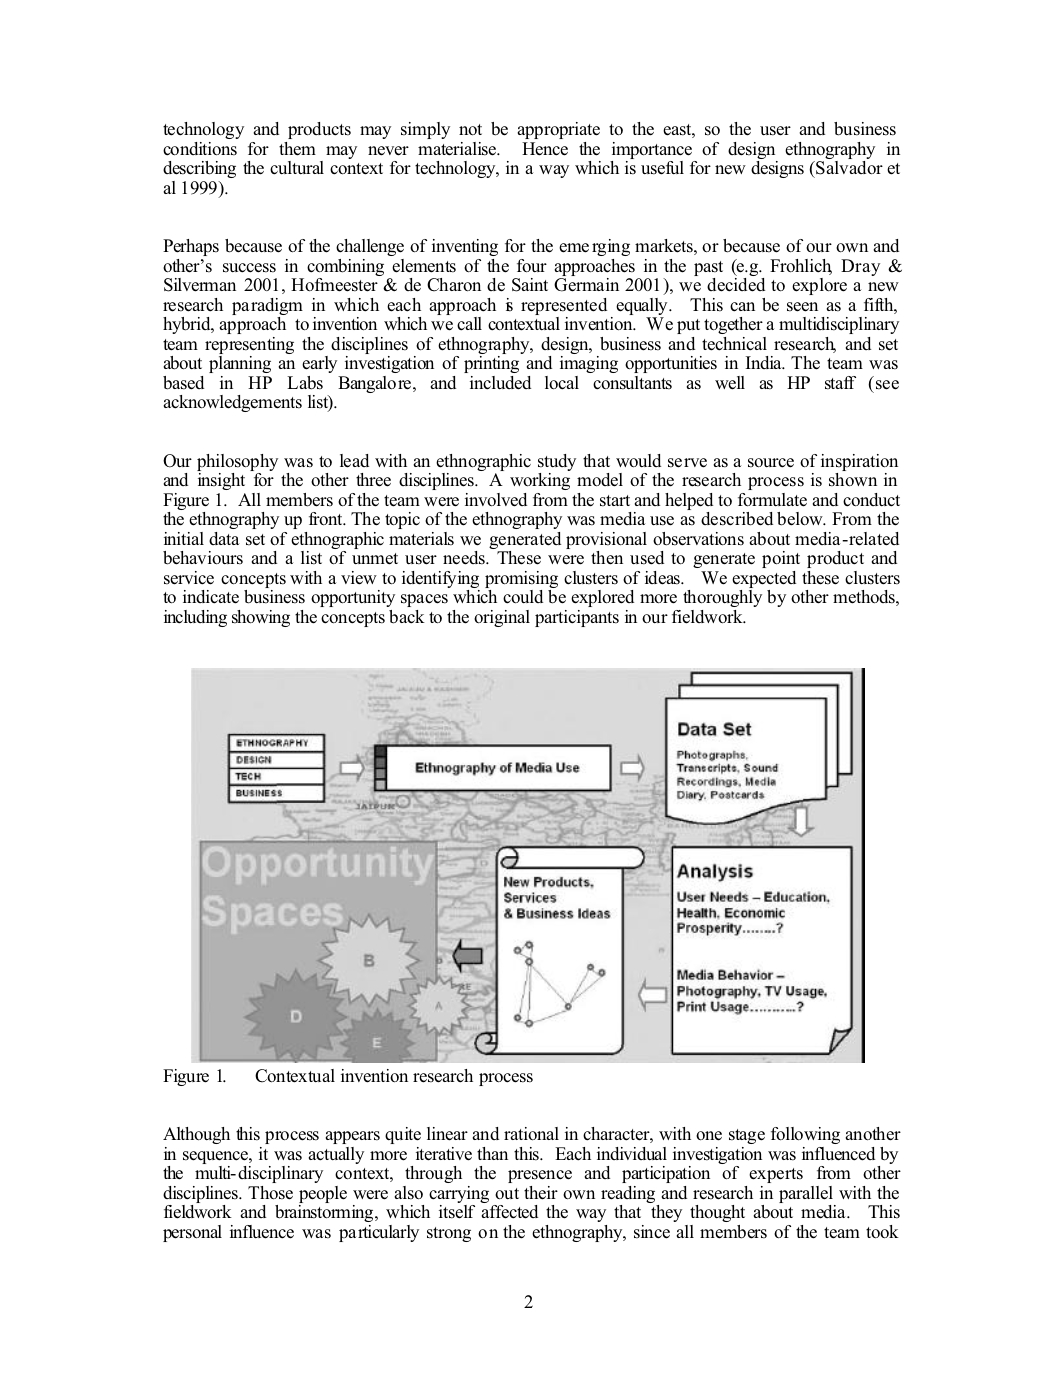 technology and products may simply not be appropriate to the east, so the user and business
conditions for them may never materialise. Hence the importance of design ethnography in
describing the cultural context for technology, in a way which is useful for new designs (Salvador et
al 1999).
Perhaps because of the challenge of inventing for the emerging markets, or because of our own and
other's success in combining elements of the four approaches in the past (e.g. Frohlich, Dray &
Silverman 2001, Hofmeester & de Charon de Saint Germain 2001), we decided to explore a new
research paradigm in which each approach is represented equally. This can be seen as a fifth,
hybrid, approach to invention which we call contextual invention. We put together a multidisciplinary
team representing the disciplines of ethnography, design, business and technical research, and set
about planning an early investigation of printing and imaging opportunities in India. The team was
based in HP Labs Bangalore, and included local consultants as well as HP staff (see
acknowledgements list).
Our philosophy was to lead with an ethnographic study that would serve as a source of inspiration
and insight for the other three disciplines. A working model of the research process is shown in
Figure 1. All members of the team were involved from the start and helped to formulate and conduct
the ethnography up front. The topic of the ethnography was media use as described below. From the
initial data set of ethnographic materials we generated provisional observations about media-related
behaviours and a list of unmet user needs. These were then used to generate point product and
service concepts with a view to identifying promising clusters of ideas. We expected these clusters
to indicate business opportunity spaces which could be explored more thoroughly by other methods,
including showing the concepts back to the original participants in our fieldwork.
ETHNOGRAPHY
DESIGN
TECH
BUSINESS
Ethnography of Media Use
Data Set
Photographs,
Transcripts, Sound
Recordings, Media
Diary, Postcards
JAIPUR
Opportunity
Spaces
B
A
D
E
New Products,
Services
& Business Ideas
Analysis
User Needs – Education,
Health, Economic
Prosperity........?
Media Behavior –
Photography, TV Usage,
Print Usage...........?
Figure 1. Contextual invention research process
Although this process appears quite linear and rational in character, with one stage following another
in sequence, it was actually more iterative than this. Each individual investigation was influenced by
the multi-disciplinary context, through the presence and participation of experts from other
disciplines. Those people were also carrying out their own reading and research in parallel with the
fieldwork and brainstorming, which itself affected the way that they thought about media. This
personal influence was particularly strong on the ethnography, since all members of the team took
2